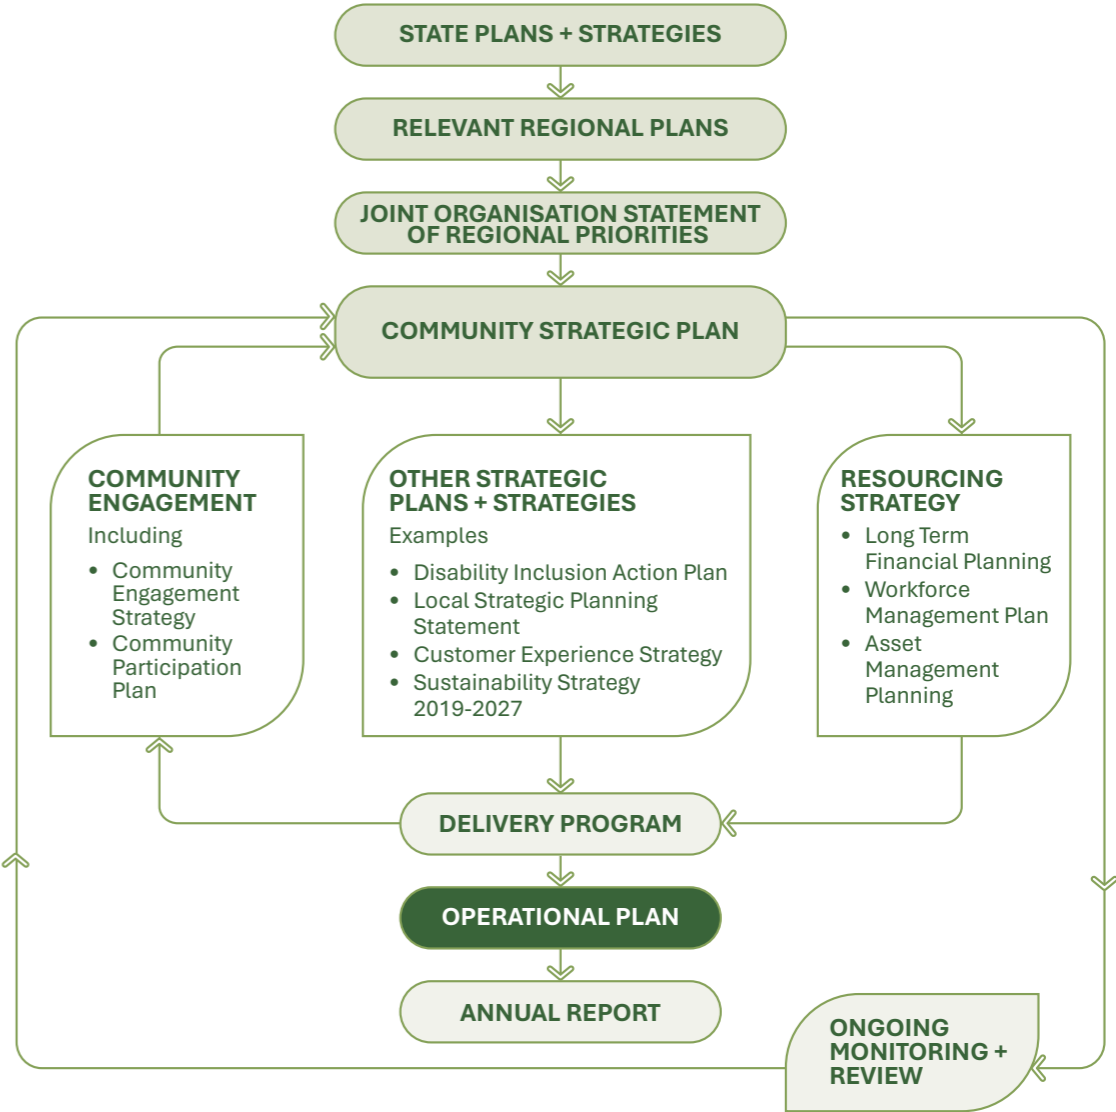 STATE PLANS + STRATEGIES
RELEVANT REGIONAL PLANS
JOINT ORGANISATION STATEMENT
OF REGIONAL PRIORITIES
COMMUNITY STRATEGIC PLAN
COMMUNITY
ENGAGEMENT
Including
• Community
Engagement
Strategy
• Community
Participation
Plan
OTHER STRATEGIC
PLANS + STRATEGIES
Examples
• Disability Inclusion Action Plan
• Local Strategic Planning
Statement
• Customer Experience Strategy
• Sustainability Strategy
2019-2027
RESOURCING
STRATEGY
• Long Term
Financial Planning
• Workforce
Management Plan
• Asset
Management
Planning
DELIVERY PROGRAM
OPERATIONAL PLAN
ANNUAL REPORT
ONGOING
MONITORING +
REVIEW